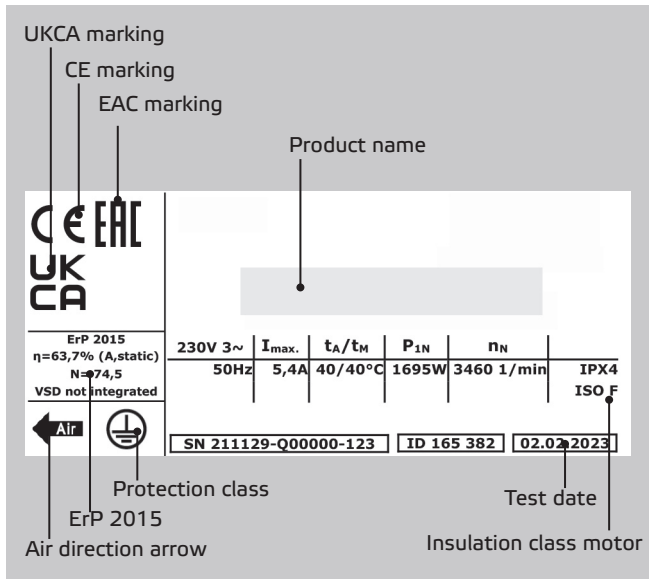 UKCA marking
CE marking
EAC marking
Product name
CE EAC
UK
CA
ErP 2015
η=63,7% (A,static)
N=74,5
VSD not integrated
230V 3~ Imax. tA/tM P1N nN
50Hz 5,4A 40/40°C 1695W 3460 1/min IPX4
ISO F
Air
SN 211129-Q00000-123 ID 165 382 02.02.2023
Protection class
Test date
ErP 2015
Insulation class motor
Air direction arrow